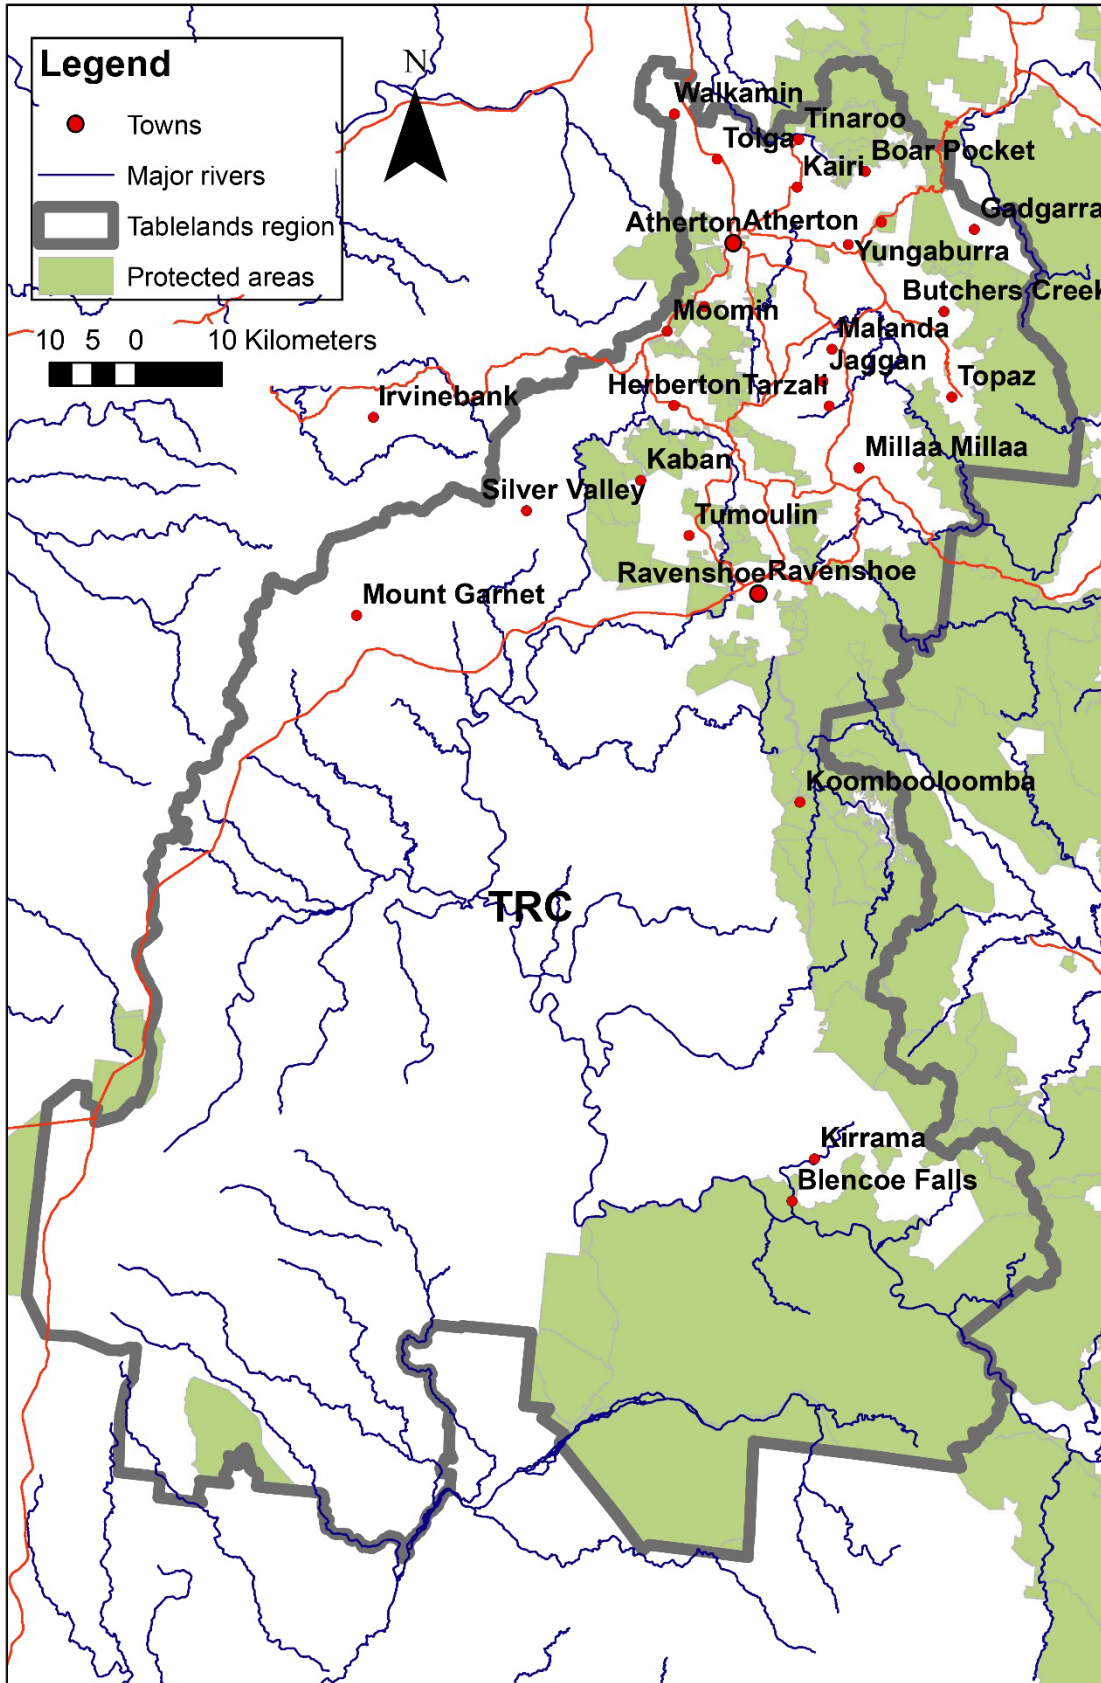 Legend
Towns
Major rivers
Tablelands region
Protected areas
10 5 0 10 Kilometers
N
Walkamin
Tinaroo
Tolga
Boar Pocket
Kairi
Gadgarra
Atherton Atherton
Yungaburra
Butchers Creek
Moomin
Malanda
Jaggan
Topaz
Irvinebank
Herberton Tarzali
Millaa Millaa
Kaban
Silver Valley
Tumoulin
Ravenshoe Ravenshoe
Mount Garnet
Koombooloomba
TRC
Kirrama
Blencoe Falls